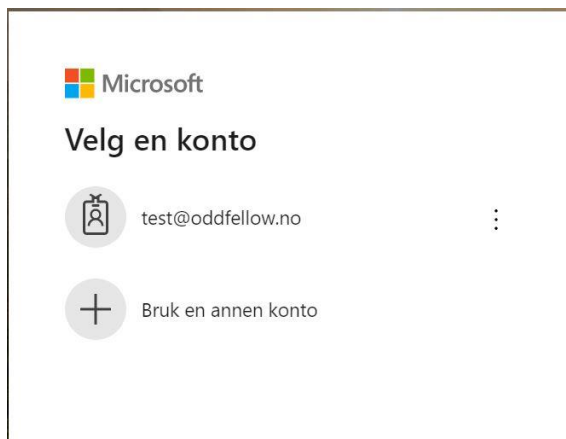 Microsoft
Velg en konto
test@oddfellow.no
Bruk en annen konto